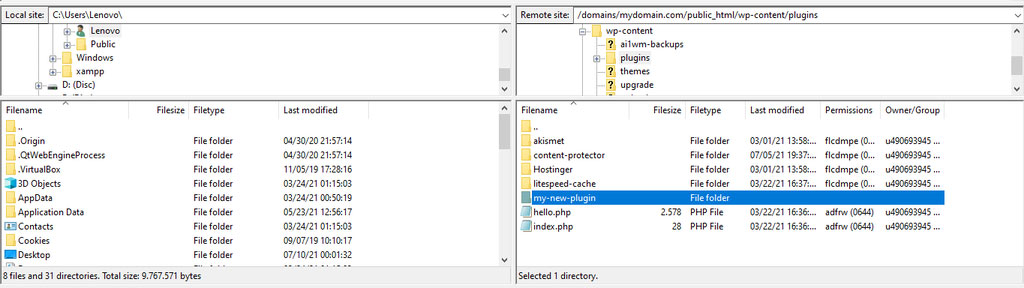 Local site: C:\Users\Lenovo\
Lenovo
Public
Windows
xampp
D: (Disc)
Filename Filesize Filetype Last modified
..
.Origin File folder 04/30/20 21:57:14
.QtWebEngineProcess File folder 04/30/20 21:57:14
.VirtualBox File folder 11/05/19 17:28:16
3D Objects File folder 03/24/21 01:15:03
AppData File folder 03/24/21 00:50:19
Application Data File folder 05/23/21 12:56:17
Contacts File folder 03/24/21 01:15:03
Cookies File folder 09/07/19 10:10:17
Desktop File folder 07/10/21 00:01:32
8 files and 31 directories. Total size: 9.767.571 bytes
Remote site: /domains/mydomain.com/public_html/wp-content/plugins
wp-content
ai1wm-backups
plugins
themes
upgrade
Filename Filesize Filetype Last modified Permissions Owner/Group
..
akismet File folder 03/01/21 13:58:... flcdmpe (0... u490693945 ...
content-protector File folder 07/05/21 19:37:... flcdmpe (0... u490693945 ...
Hostinger File folder 03/01/21 13:58:... flcdmpe (0... u490693945 ...
litespeed-cache File folder 03/22/21 16:37:... flcdmpe (0... u490693945 ...
my-new-plugin File folder
hello.php 2.578 PHP File 03/22/21 16:36:... adfrw (0644) u490693945 ...
index.php 28 PHP File 03/22/21 16:36:... adfrw (0644) u490693945 ...
Selected 1 directory.